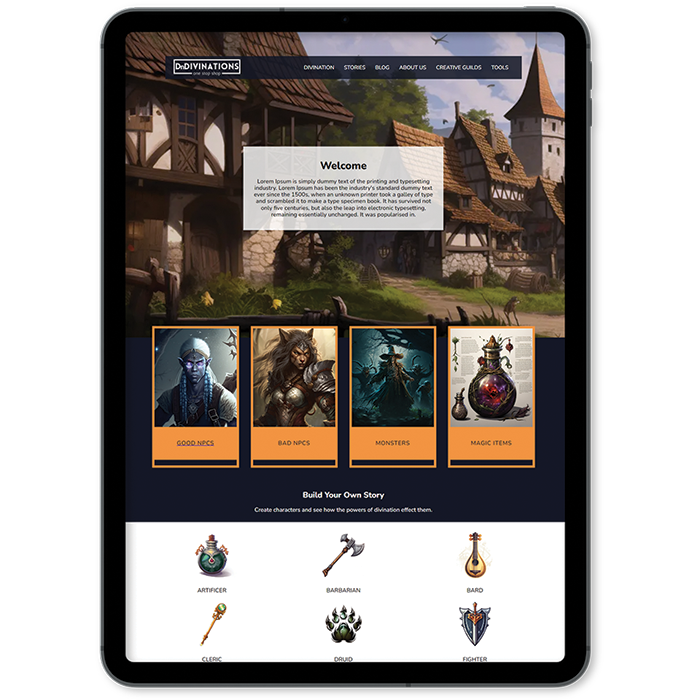 DnDIVINATIONS
one stop shop
DIVINATION STORIES BLOG ABOUT US CREATIVE GUILDS TOOLS
Welcome
Lorem Ipsum is simply dummy text of the printing and typesetting
industry. Lorem Ipsum has been the industry's standard dummy text
ever since the 1500s, when an unknown printer took a galley of type
and scrambled it to make a type specimen book. It has survived not
only five centuries, but also the leap into electronic typesetting,
remaining essentially unchanged. It was popularised in.
GOOD NPCS BAD NPCS MONSTERS MAGIC ITEMS
Build Your Own Story
Create characters and see how the powers of divination effect them.
ARTIFICER BARBARIAN BARD
CLERIC DRUID FIGHTER